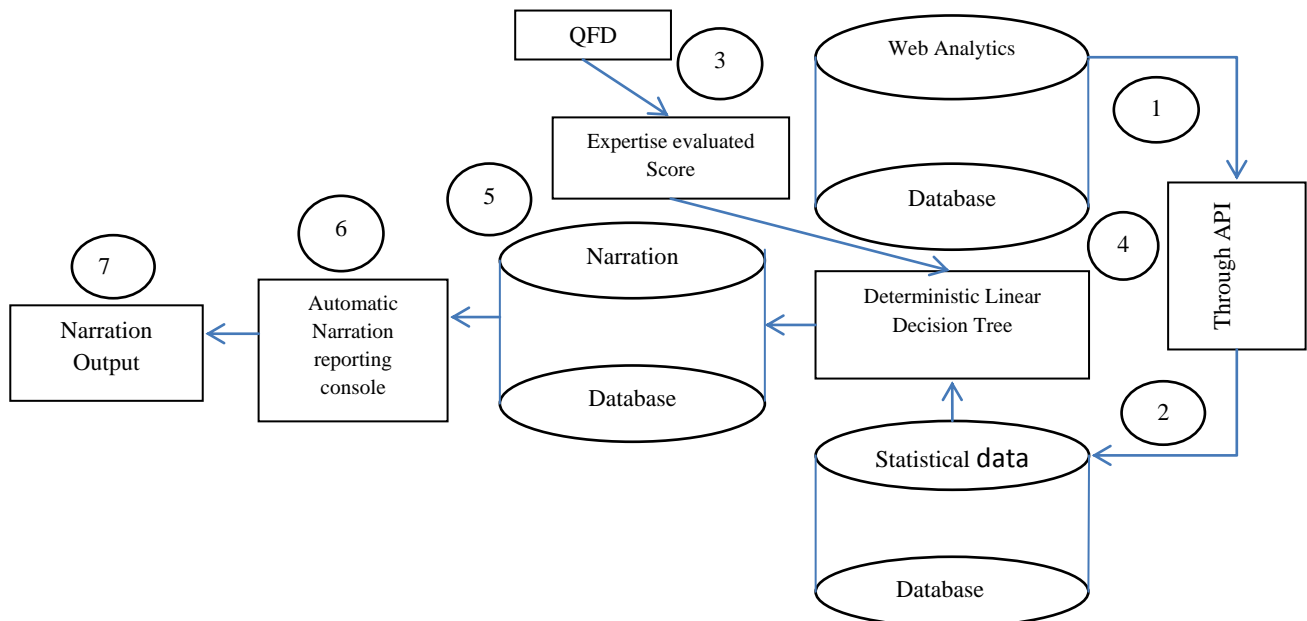 QFD
3
Web Analytics
1
Expertise evaluated
Score
Database
5
6
4
7
Narration
Through API
Deterministic Linear
Decision Tree
Automatic
Narration
reporting
console
Narration
Output
Database
2
Statistical data
Database